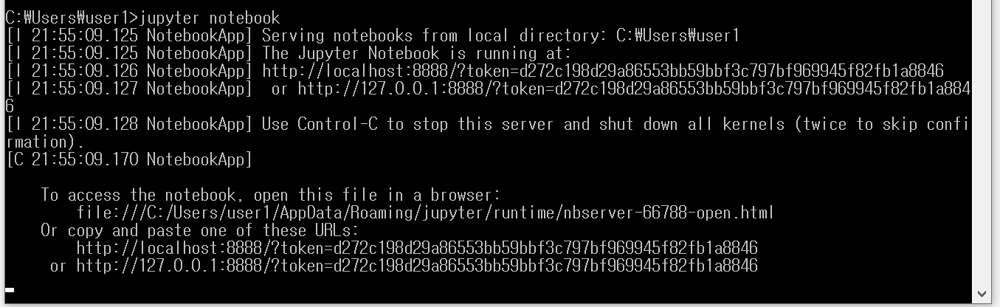 C:₩Users₩user1>jupyter notebook
[I 21:55:09.125 NotebookApp] Serving notebooks from local directory: C:₩Users₩user1
[I 21:55:09.125 NotebookApp] The Jupyter Notebook is running at:
[I 21:55:09.126 NotebookApp] http://localhost:8888/?token=d272c198d29a86553bb59bbf3c797bf969945f82fb1a8846
[I 21:55:09.127 NotebookApp]  or http://127.0.0.1:8888/?token=d272c198d29a86553bb59bbf3c797bf969945f82fb1a884
6
[I 21:55:09.128 NotebookApp] Use Control-C to stop this server and shut down all kernels (twice to skip confi
rmation).
[C 21:55:09.170 NotebookApp]
To access the notebook, open this file in a browser:
file:///C:/Users/user1/AppData/Roaming/jupyter/runtime/nbserver-66788-open.html
Or copy and paste one of these URLs:
http://localhost:8888/?token=d272c198d29a86553bb59bbf3c797bf969945f82fb1a8846
or http://127.0.0.1:8888/?token=d272c198d29a86553bb59bbf3c797bf969945f82fb1a8846